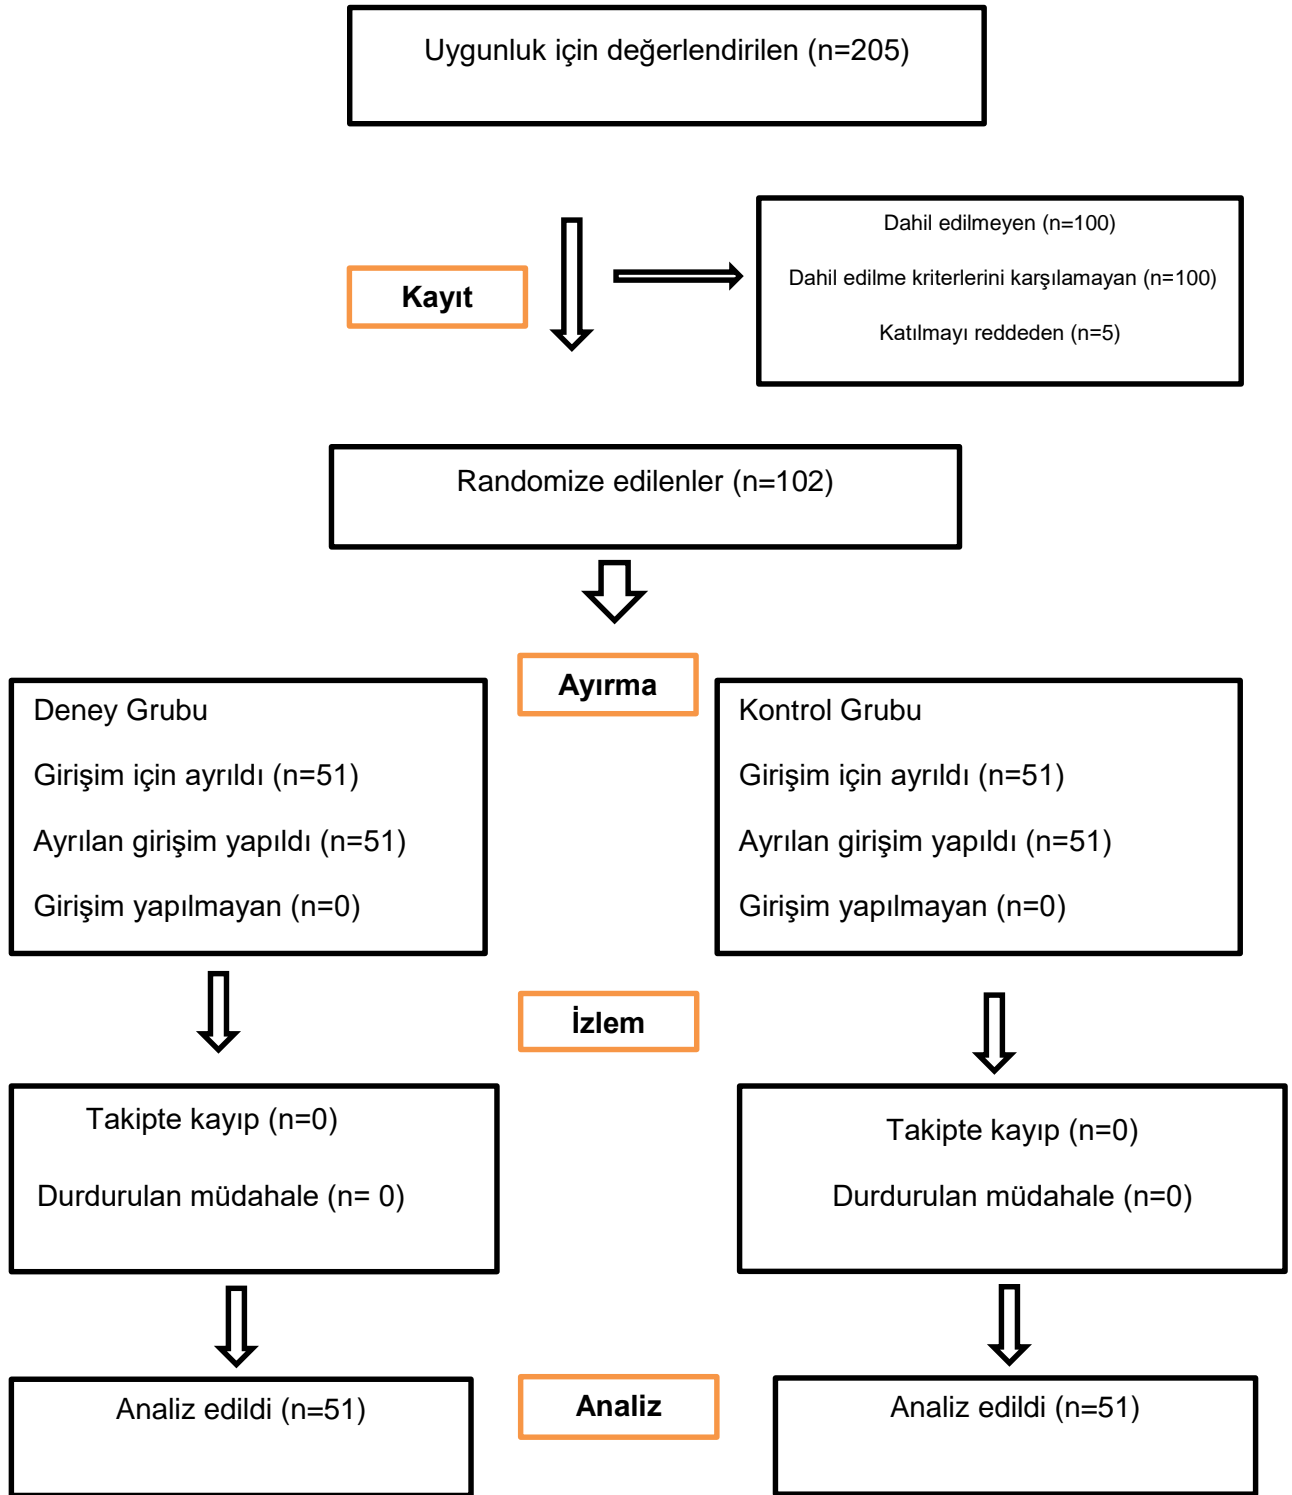 Uygunluk için değerlendirilen (n=205)
Dahil edilmeyen (n=100)
Dahil edilme kriterlerini karşılamayan (n=100)
Katılmayı reddeden (n=5)
Kayıt
Randomize edilenler (n=102)
Ayırma
Deney Grubu
Girişim için ayrıldı (n=51)
Ayrılan girişim yapıldı (n=51)
Girişim yapılmayan (n=0)
Kontrol Grubu
Girişim için ayrıldı (n=51)
Ayrılan girişim yapıldı (n=51)
Girişim yapılmayan (n=0)
İzlem
Takipte kayıp (n=0)
Durdurulan müdahale (n= 0)
Takipte kayıp (n=0)
Durdurulan müdahale (n=0)
Analiz edildi (n=51)
Analiz
Analiz edildi (n=51)